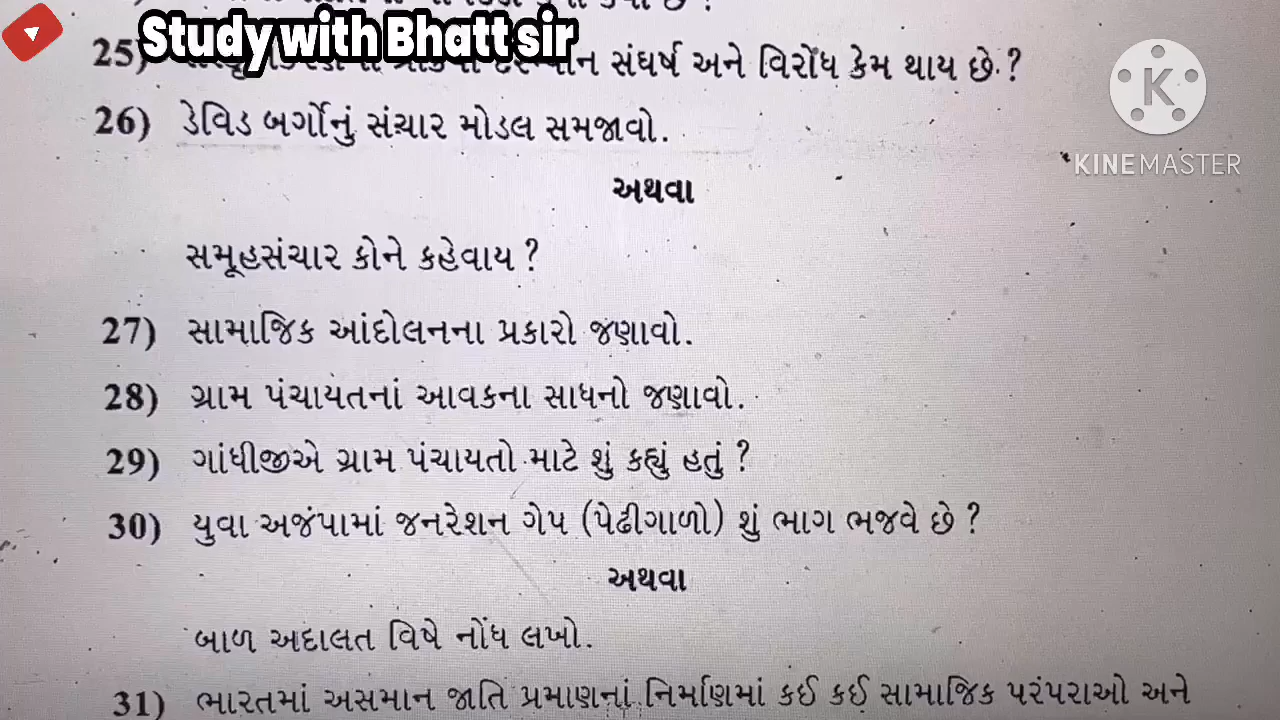 Study with Bhatt sir
25) સંઘર્ષ અને વિરોધ કેમ થાય છે ?
K
KINEMASTER
26) ડેવિડ બર્ગોનું સંચાર મોડલ સમજાવો.
અથવા
સમૂહસંચાર કોને કહેવાય ?
27) સામાજિક આંદોલનના પ્રકારો જણાવો.
28) ગ્રામ પંચાયતનાં આવકના સાધનો જણાવો.
29) ગાંધીજીએ ગ્રામ પંચાયતો માટે શું કહ્યું હતું ?
30) યુવા અજંપામાં જનરેશન ગેપ (પેઢીગાળો) શું ભાગ ભજવે છે ?
અથવા
બાળ અદાલત વિષે નોંધ લખો.
31) ભારતમાં અસમાન જાતિ પ્રમાણનાં નિર્માણમાં કઈ કઈ સામાજિક પરંપરાઓ અને